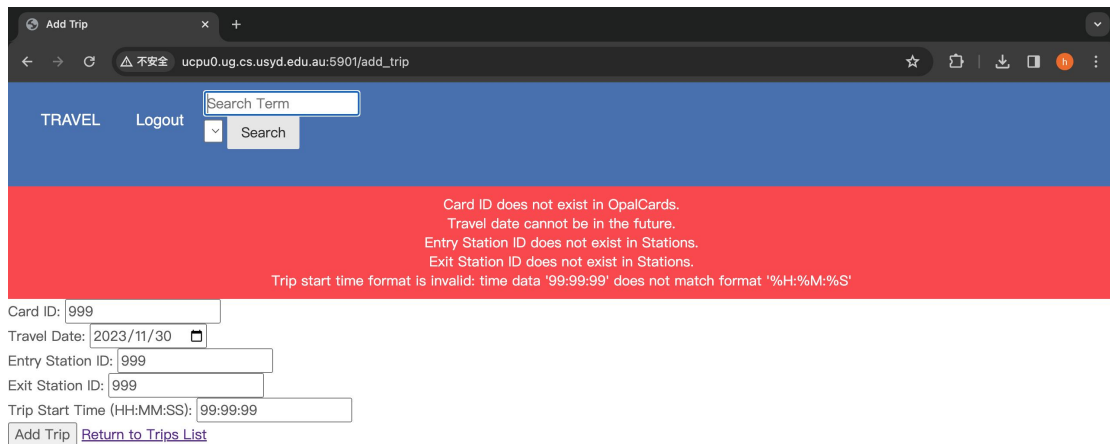 Add Trip
不安全 ucpu0.ug.cs.usyd.edu.au:5901/add_trip
h
TRAVEL Logout
Search Term
Search
Card ID does not exist in OpalCards.
Travel date cannot be in the future.
Entry Station ID does not exist in Stations.
Exit Station ID does not exist in Stations.
Trip start time format is invalid: time data '99:99:99' does not match format '%H:%M:%S'
Card ID: 999
Travel Date: 2023/11/30
Entry Station ID: 999
Exit Station ID: 999
Trip Start Time (HH:MM:SS): 99:99:99
Add Trip Return to Trips List